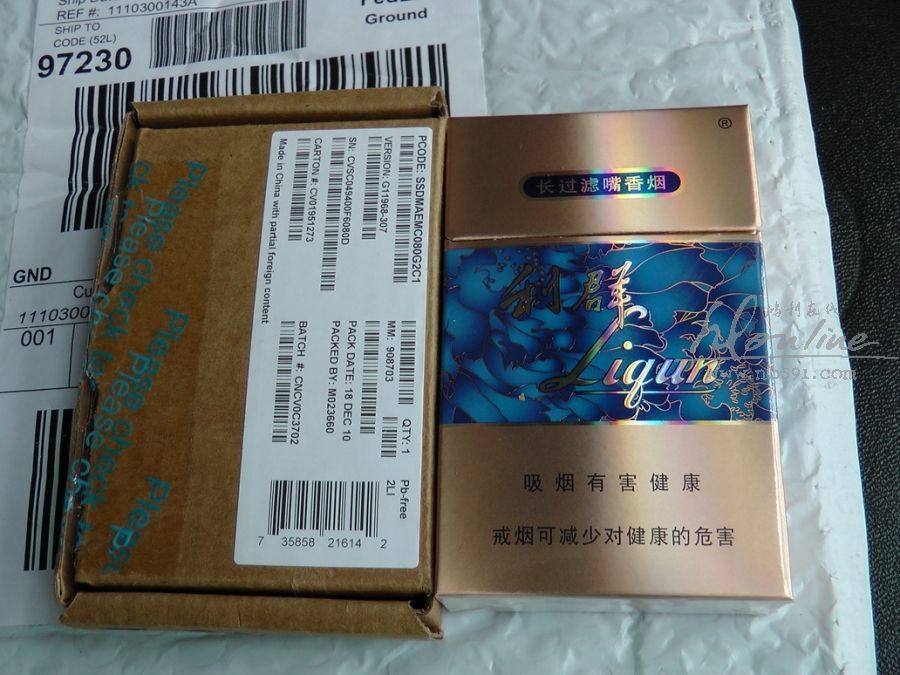 REF #: 1110300143A
Ground
SHIP TO
CODE (52L)
97230
GND
1110300
001
Please check
PCODE: SSDMAEMC080G2C1
VERSION: G11968-307
SN: CVSC049400F6080D
CARTON #: CV01951273
Made in China with partial foreign content
MM: 908703
PACK DATE: 18 DEC 10
PACKED BY: M023660
BATCH #: CNCV0C3702
QTY: 1
Pb-free
2LI
7 35858 21614 2
®
长过滤嘴香烟
利群
Liqun
吸烟有害健康
戒烟可减少对健康的危害